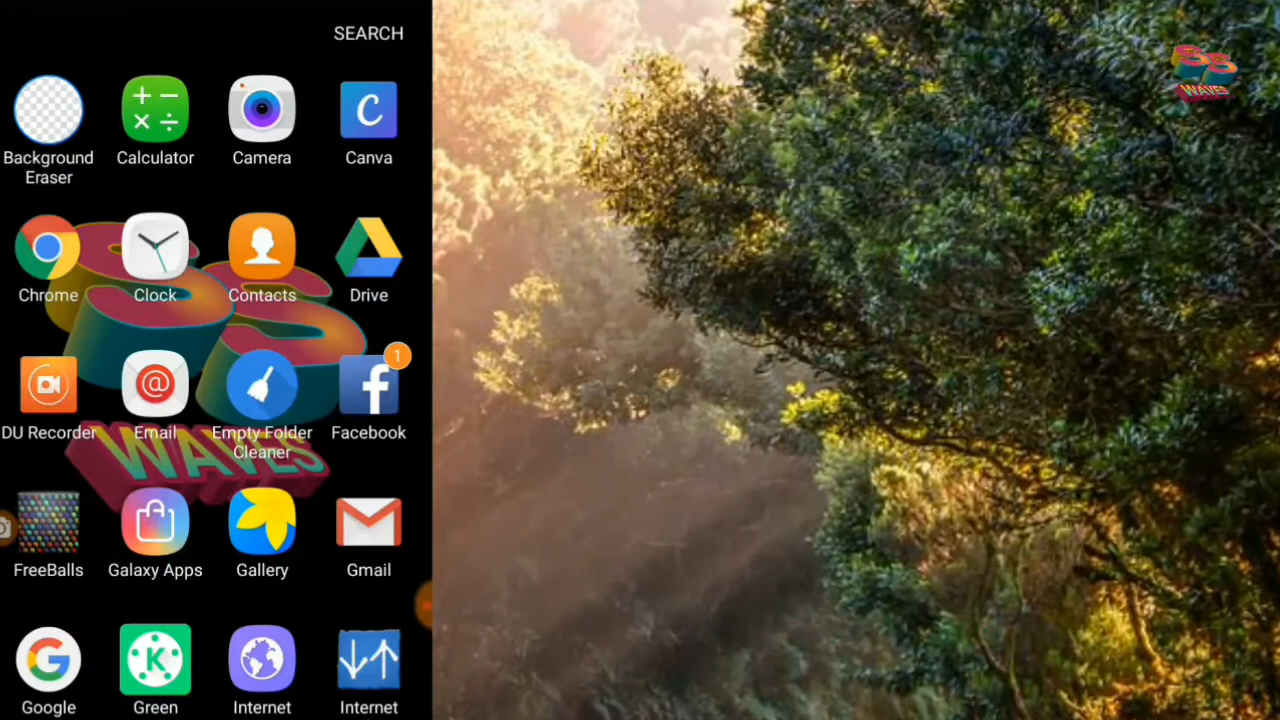 SEARCH
Background
Eraser
Calculator
Camera
Canva
Chrome
Clock
Contacts
Drive
DU Recorder
Email
Empty Folder
Cleaner
Facebook
1
WAVES
FreeBalls
Galaxy Apps
Gallery
Gmail
Google
Green
Internet
Internet
WAVES